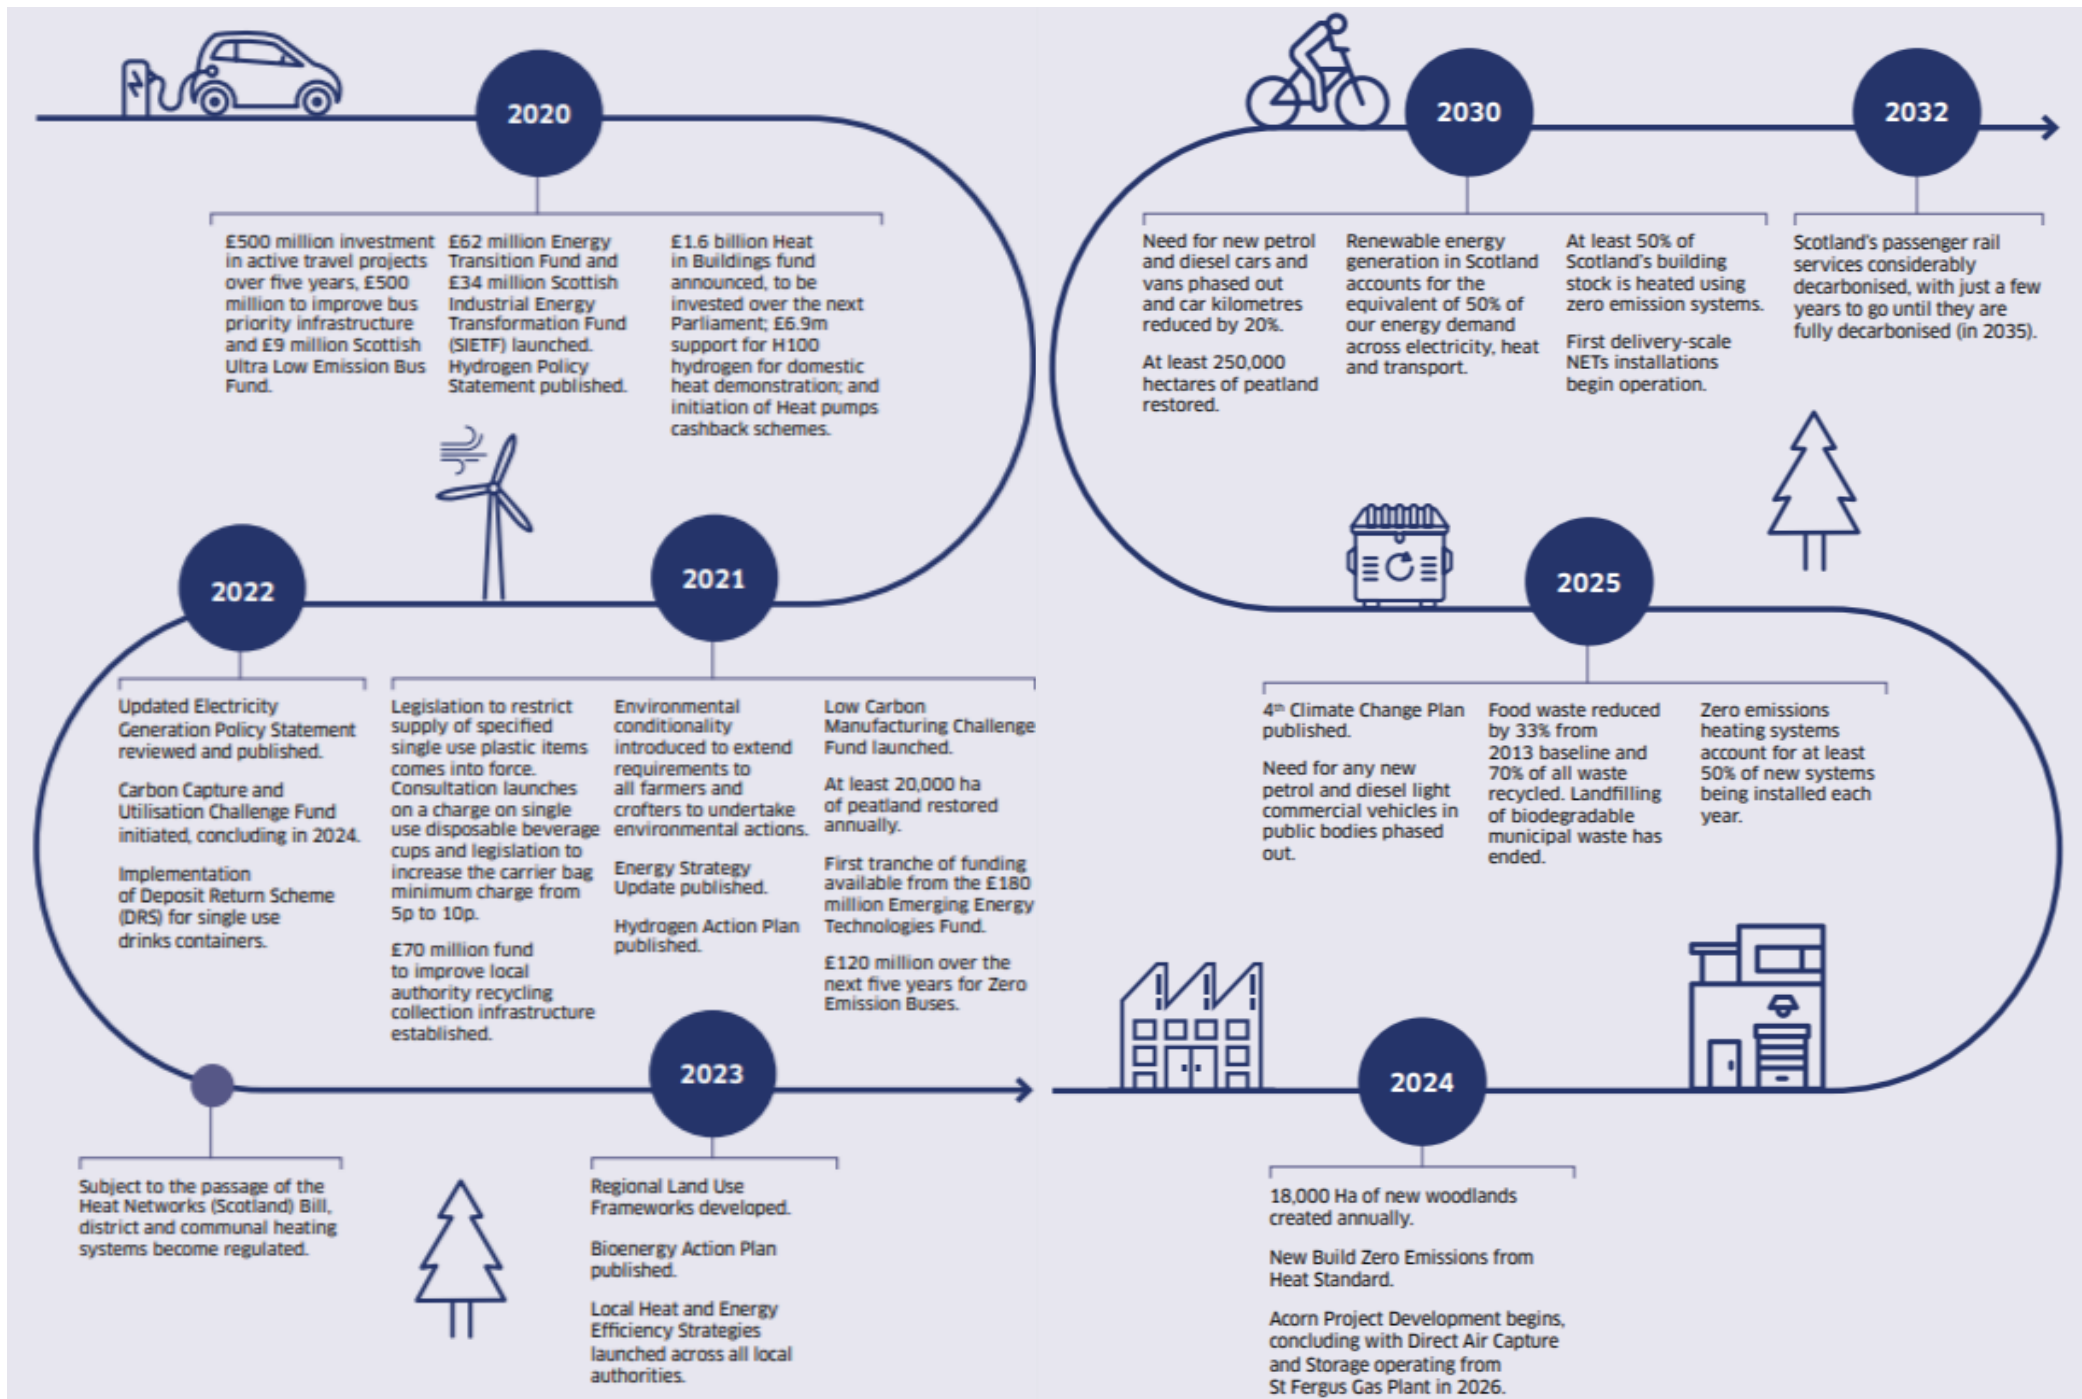 2020
£500 million investment
in active travel projects
over five years, £500
million to improve bus
priority infrastructure
and £9 million Scottish
Ultra Low Emission Bus
Fund.
£62 million Energy
Transition Fund and
£34 million Scottish
Industrial Energy
Transformation Fund
(SIETF) launched.
Hydrogen Policy
Statement published.
£1.6 billion Heat
in Buildings fund
announced, to be
invested over the next
Parliament; £6.9m
support for H100
hydrogen for domestic
heat demonstration; and
initiation of Heat pumps
cashback schemes.
2021
Legislation to restrict
supply of specified
single use plastic items
comes into force.
Consultation launches
on a charge on single
use disposable beverage
cups and legislation to
increase the carrier bag
minimum charge from
5p to 10p.
£70 million fund
to improve local
authority recycling
collection infrastructure
established.
Environmental
conditionality
introduced to extend
requirements to
all farmers and
crofters to undertake
environmental actions.
Energy Strategy
Update published.
Hydrogen Action Plan
published.
Low Carbon
Manufacturing Challenge
Fund launched.
At least 20,000 ha
of peatland restored
annually.
First tranche of funding
available from the £180
million Emerging Energy
Technologies Fund.
£120 million over the
next five years for Zero
Emission Buses.
2022
Updated Electricity
Generation Policy Statement
reviewed and published.
Carbon Capture and
Utilisation Challenge Fund
initiated, concluding in 2024.
Implementation
of Deposit Return Scheme
(DRS) for single use
drinks containers.
Subject to the passage of the
Heat Networks (Scotland) Bill,
district and communal heating
systems become regulated.
2023
Regional Land Use
Frameworks developed.
Bioenergy Action Plan
published.
Local Heat and Energy
Efficiency Strategies
launched across all local
authorities.
2024
18,000 Ha of new woodlands
created annually.
New Build Zero Emissions from
Heat Standard.
Acorn Project Development begins,
concluding with Direct Air Capture
and Storage operating from
St Fergus Gas Plant in 2026.
2025
4th Climate Change Plan
published.
Need for any new
petrol and diesel light
commercial vehicles in
public bodies phased
out.
Food waste reduced
by 33% from
2013 baseline and
70% of all waste
recycled. Landfilling
of biodegradable
municipal waste has
ended.
Zero emissions
heating systems
account for at least
50% of new systems
being installed each
year.
2030
Need for new petrol
and diesel cars and
vans phased out
and car kilometres
reduced by 20%.
At least 250,000
hectares of peatland
restored.
Renewable energy
generation in Scotland
accounts for the
equivalent of 50% of
our energy demand
across electricity, heat
and transport.
At least 50% of
Scotland's building
stock is heated using
zero emission systems.
First delivery-scale
NETs installations
begin operation.
2032
Scotland's passenger rail
services considerably
decarbonised, with just a few
years to go until they are
fully decarbonised (in 2035).